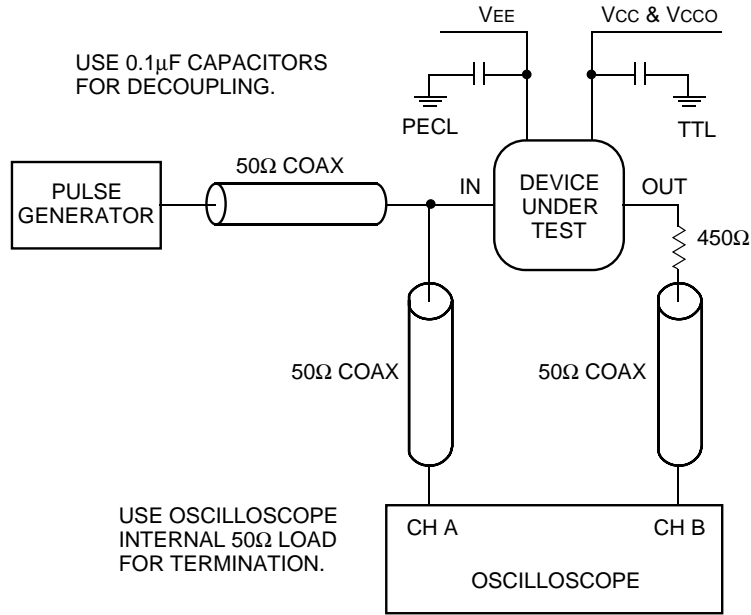 VEE
VCC & VCCO
USE 0.1μF CAPACITORS
FOR DECOUPLING.
PECL
TTL
50Ω COAX
PULSE
GENERATOR
IN
DEVICE
UNDER
TEST
OUT
450Ω
50Ω COAX
50Ω COAX
USE OSCILLOSCOPE
INTERNAL 50Ω LOAD
FOR TERMINATION.
CH A
CH B
OSCILLOSCOPE